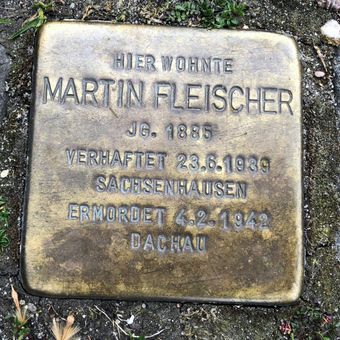 HIER WOHNTE
MARTIN FLEISCHER
JG. 1885
VERHAFTET 23.6.1939
SACHSENHAUSEN
ERMORDET 4.2.1942
DACHAU